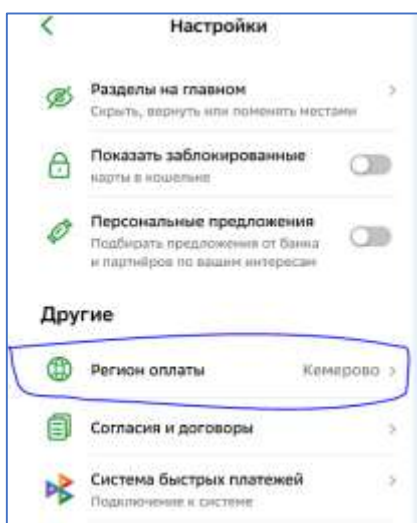 Настройки
Разделы на главном
Скрыть, вернуть или поменять местами
Показать заблокированные
карты в кошельке
Персональные предложения
Подбирать предложения от банка
и партнёров по вашим интересам
Другие
Регион оплаты Кемерово
Согласия и договоры
Система быстрых платежей
Подключение к системе